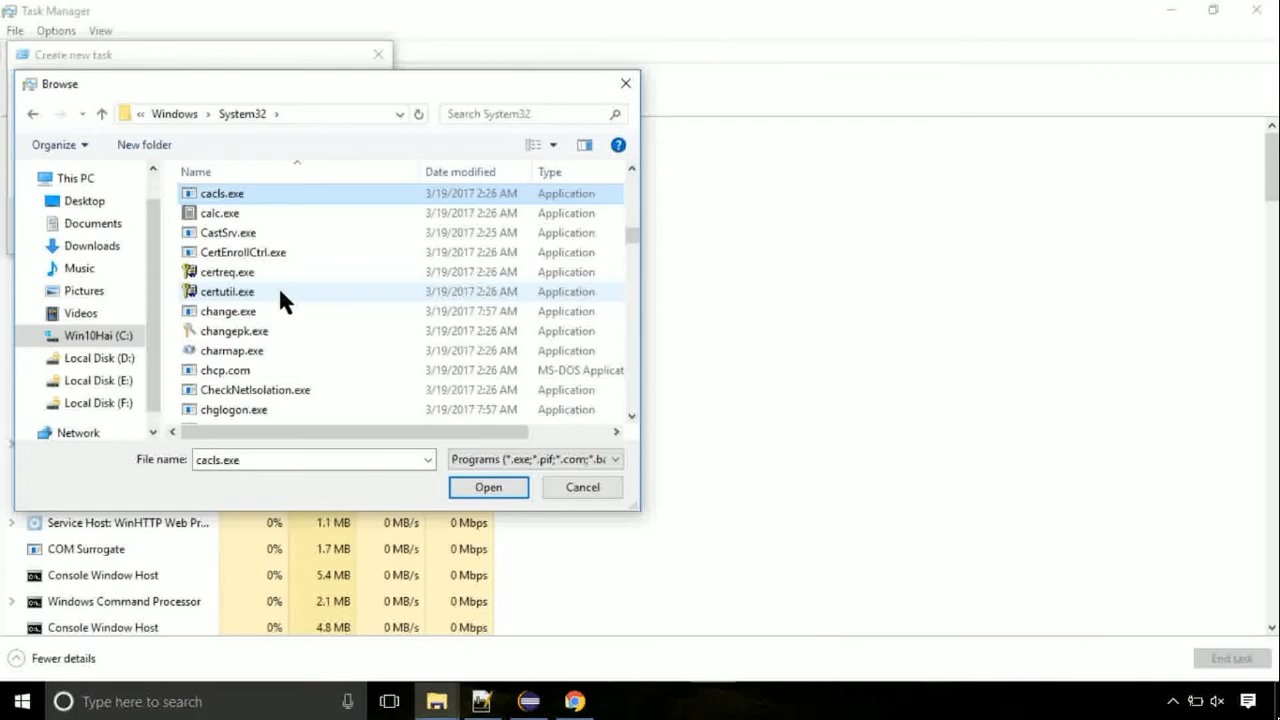 Task Manager
File Options View
Create new task
Browse
« Windows › System32 ›
Search System32
Organize New folder
Name Date modified Type
This PC
Desktop
Documents
Downloads
Music
Pictures
Videos
Win10Hai (C:)
Local Disk (D:)
Local Disk (E:)
Local Disk (F:)
Network
cacls.exe 3/19/2017 2:26 AM Application
calc.exe 3/19/2017 2:26 AM Application
CastSrv.exe 3/19/2017 2:25 AM Application
CertEnrollCtrl.exe 3/19/2017 2:26 AM Application
certreq.exe 3/19/2017 2:26 AM Application
certutil.exe 3/19/2017 2:26 AM Application
change.exe 3/19/2017 7:57 AM Application
changepk.exe 3/19/2017 2:26 AM Application
charmap.exe 3/19/2017 2:26 AM Application
chcp.com 3/19/2017 2:26 AM MS-DOS Applicat
CheckNetIsolation.exe 3/19/2017 2:26 AM Application
chglogon.exe 3/19/2017 7:57 AM Application
File name: cacls.exe Programs (*.exe;*.pif;*.com;*.ba
Open Cancel
Service Host: WinHTTP Web Pr... 0% 1.1 MB 0 MB/s 0 Mbps
COM Surrogate 0% 1.7 MB 0 MB/s 0 Mbps
Console Window Host 0% 5.4 MB 0 MB/s 0 Mbps
Windows Command Processor 0% 2.1 MB 0 MB/s 0 Mbps
Console Window Host 0% 4.8 MB 0 MB/s 0 Mbps
Fewer details
End task
Type here to search